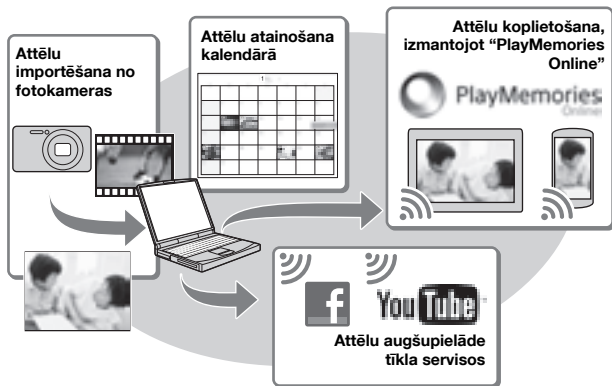 Attēlu
importēšana no
fotokameras
Attēlu atainošana
kalendārā
1
Attēlu koplietošana,
izmantojot “PlayMemories
Online”
PlayMemories
Online
f
You Tube
Attēlu augšupielāde
tīkla servisos